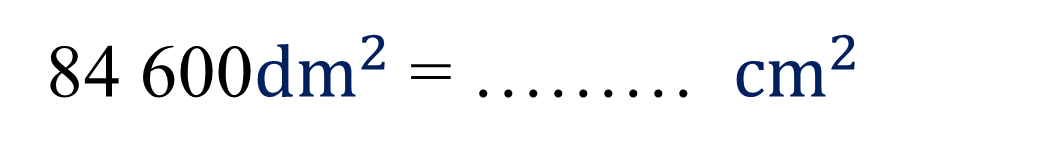 84 600dm² = ......... cm²